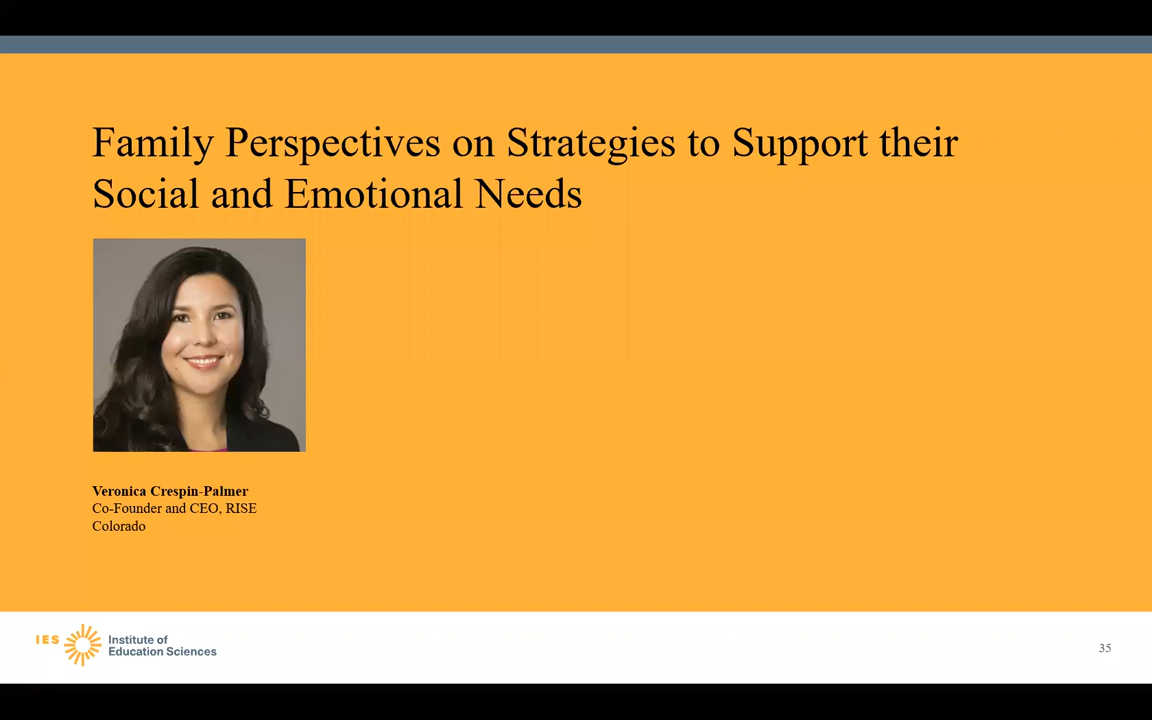 Family Perspectives on Strategies to Support their
Social and Emotional Needs
Veronica Crespin-Palmer
Co-Founder and CEO, RISE
Colorado
IES
Institute of
Education Sciences
35